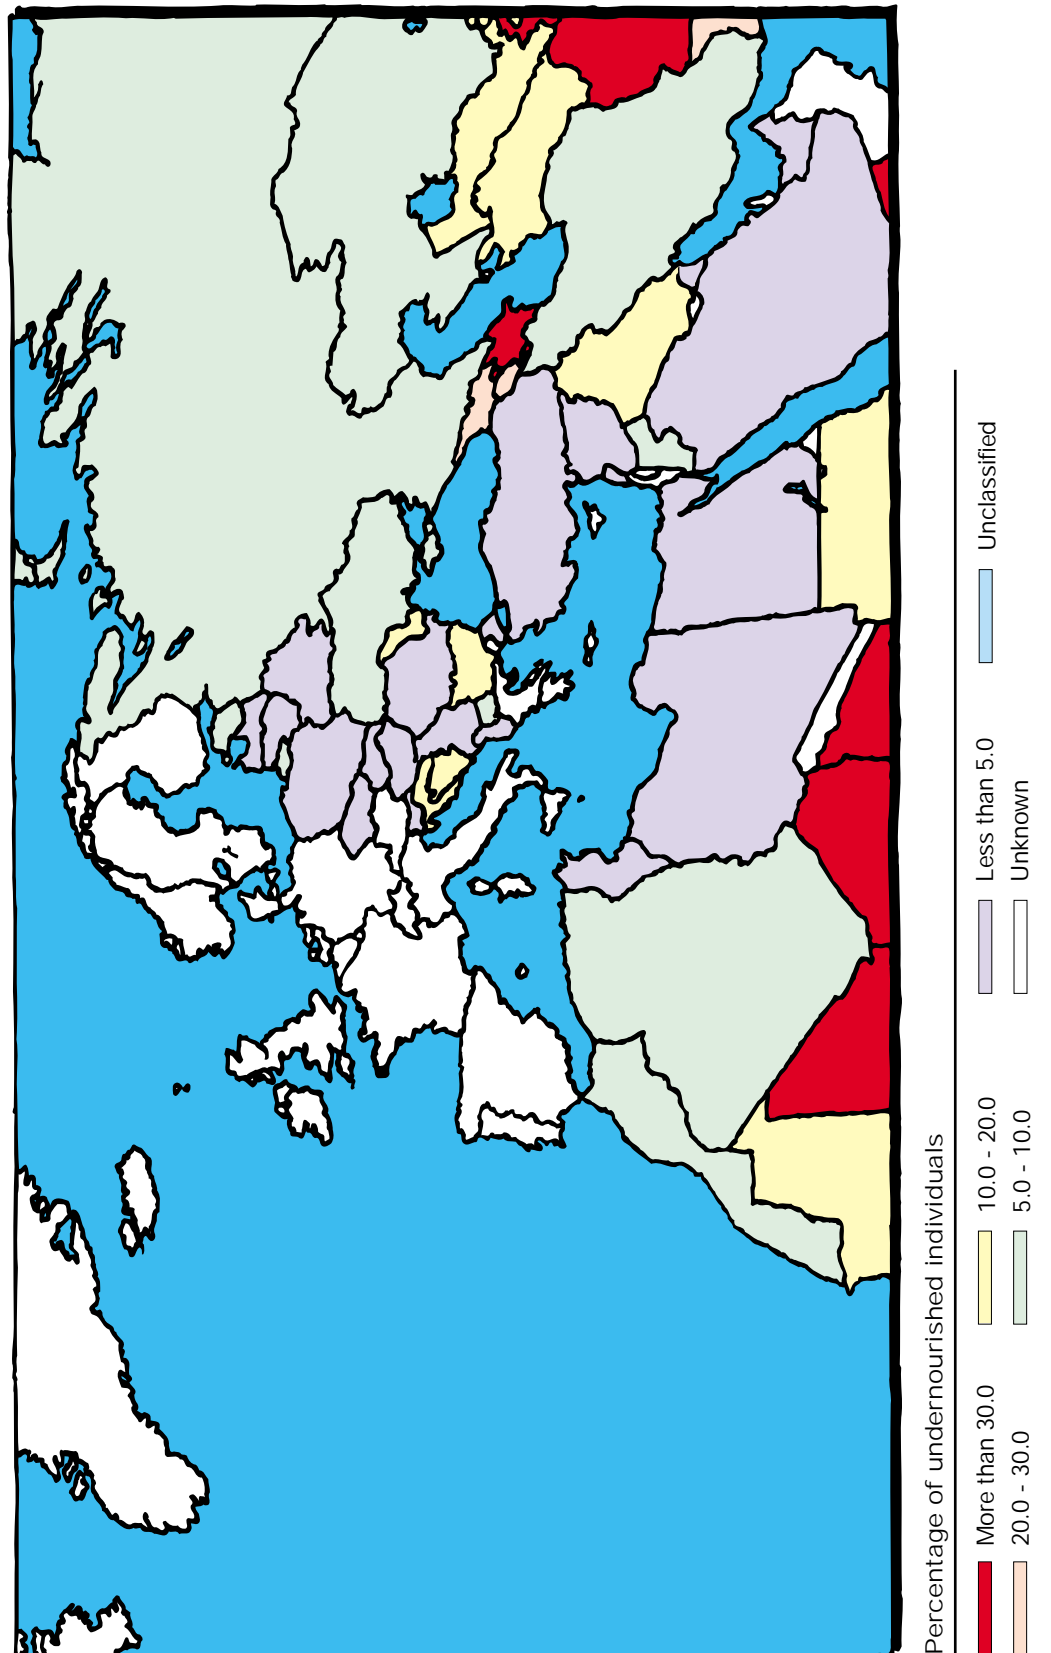 Percentage of undernourished individuals
More than 30.0
10.0 - 20.0
Less than 5.0
Unclassified
20.0 - 30.0
5.0 - 10.0
Unknown